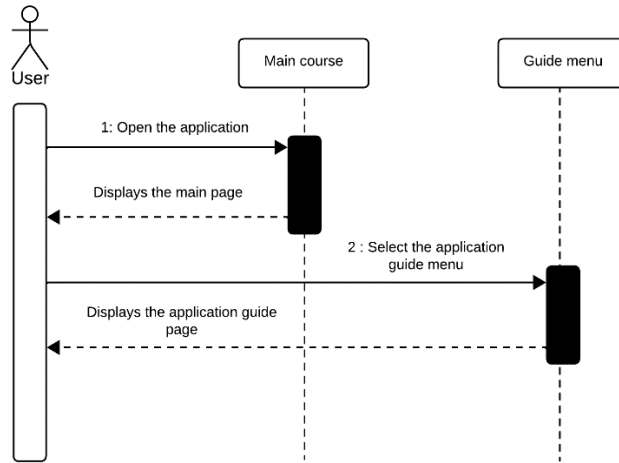 User
Main course
Guide menu
1: Open the application
Displays the main page
2 : Select the application
guide menu
Displays the application guide
page